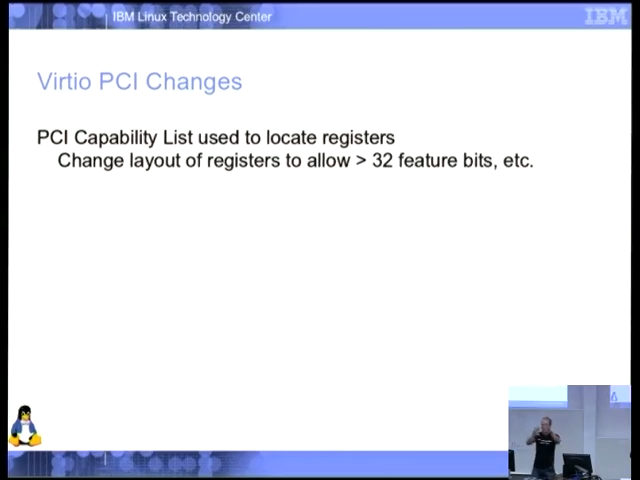 IBM Linux Technology Center
IBM
Virtio PCI Changes
PCI Capability List used to locate registers
Change layout of registers to allow > 32 feature bits, etc.